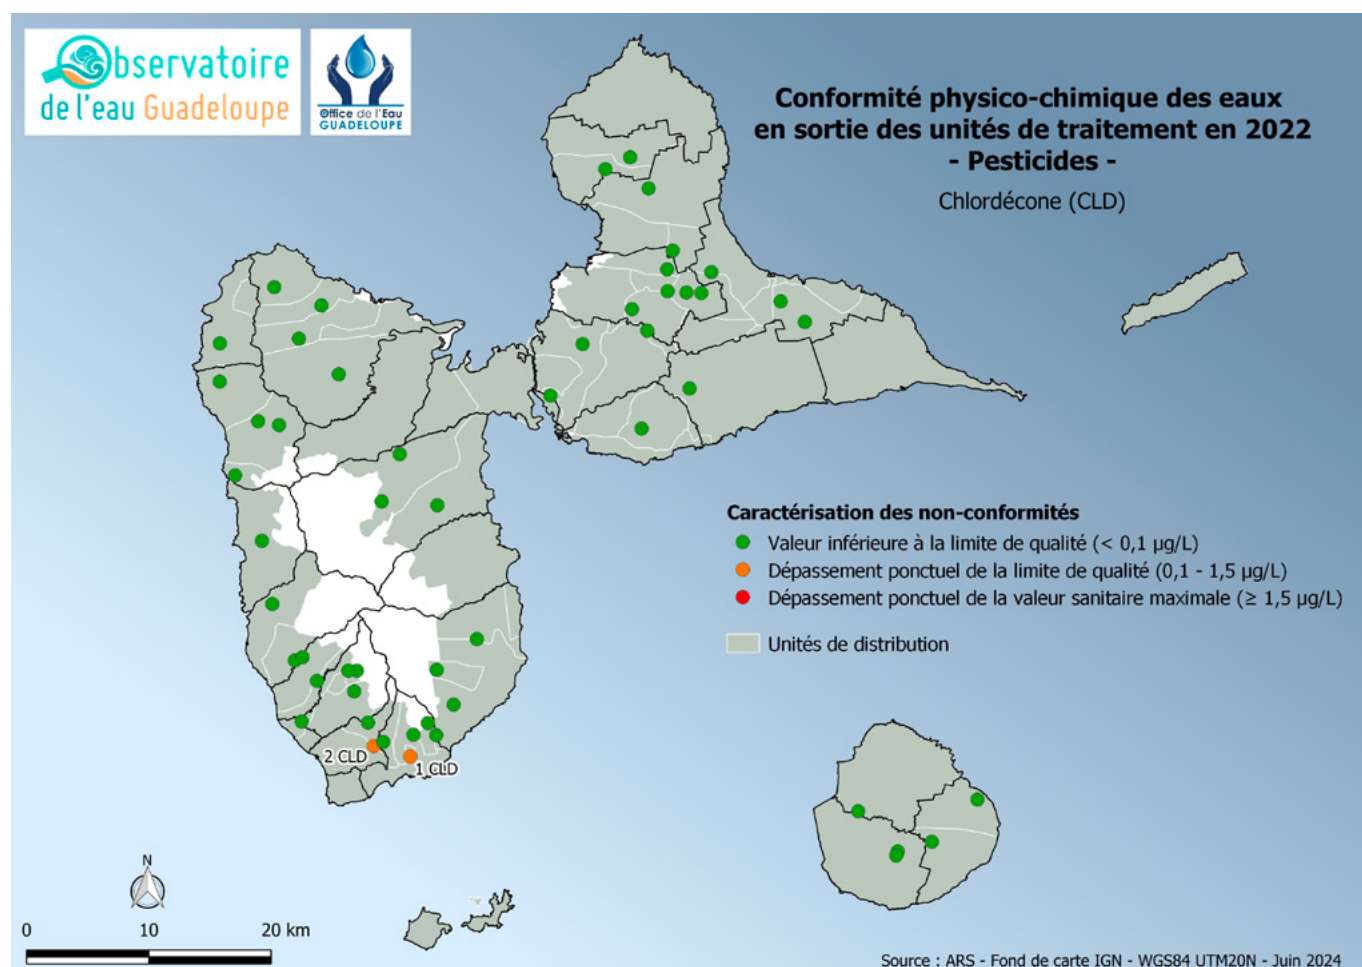 Observatoire
de l'eau Guadeloupe
Office de l'Eau
GUADELOUPE
Conformité physico-chimique des eaux
en sortie des unités de traitement en 2022
- Pesticides -
Chlordécone (CLD)
Caractérisation des non-conformités
Valeur inférieure à la limite de qualité (< 0,1 µg/L)
Dépassement ponctuel de la limite de qualité (0,1 - 1,5 µg/L)
Dépassement ponctuel de la valeur sanitaire maximale (≥ 1,5 µg/L)
Unités de distribution
2 CLD
1 CLD
N
0 10 20 km
Source : ARS - Fond de carte IGN - WGS84 UTM20N - Juin 2024